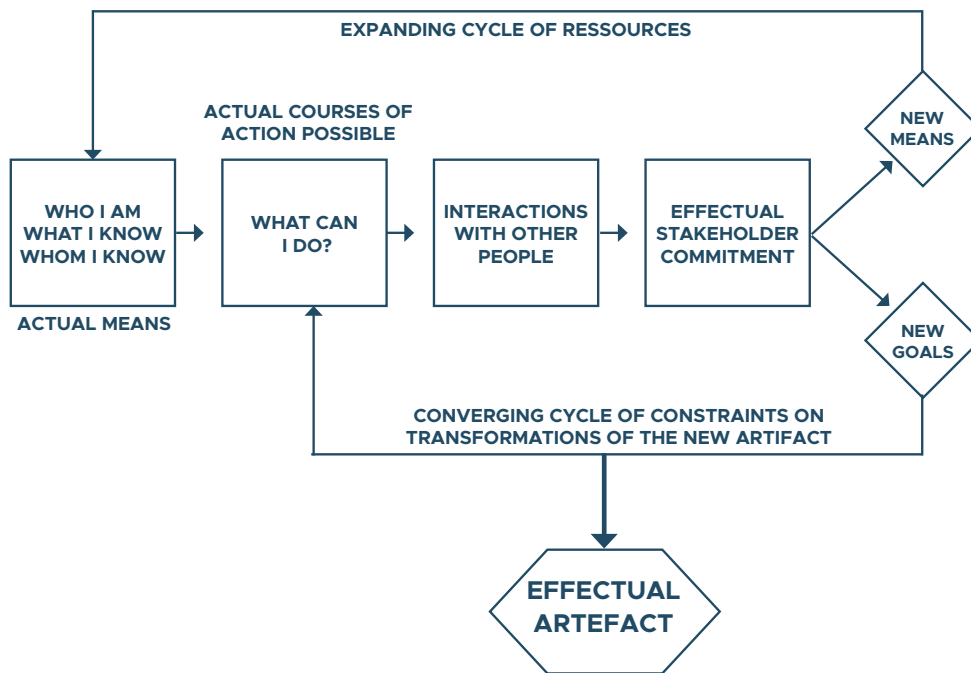 EXPANDING CYCLE OF RESSOURCES
ACTUAL COURSES OF
ACTION POSSIBLE
NEW
MEANS
WHO I AM
WHAT I KNOW
WHOM I KNOW
WHAT CAN
I DO?
INTERACTIONS
WITH OTHER
PEOPLE
EFFECTUAL
STAKEHOLDER
COMMITMENT
ACTUAL MEANS
NEW
GOALS
CONVERGING CYCLE OF CONSTRAINTS ON
TRANSFORMATIONS OF THE NEW ARTIFACT
EFFECTUAL
ARTEFACT